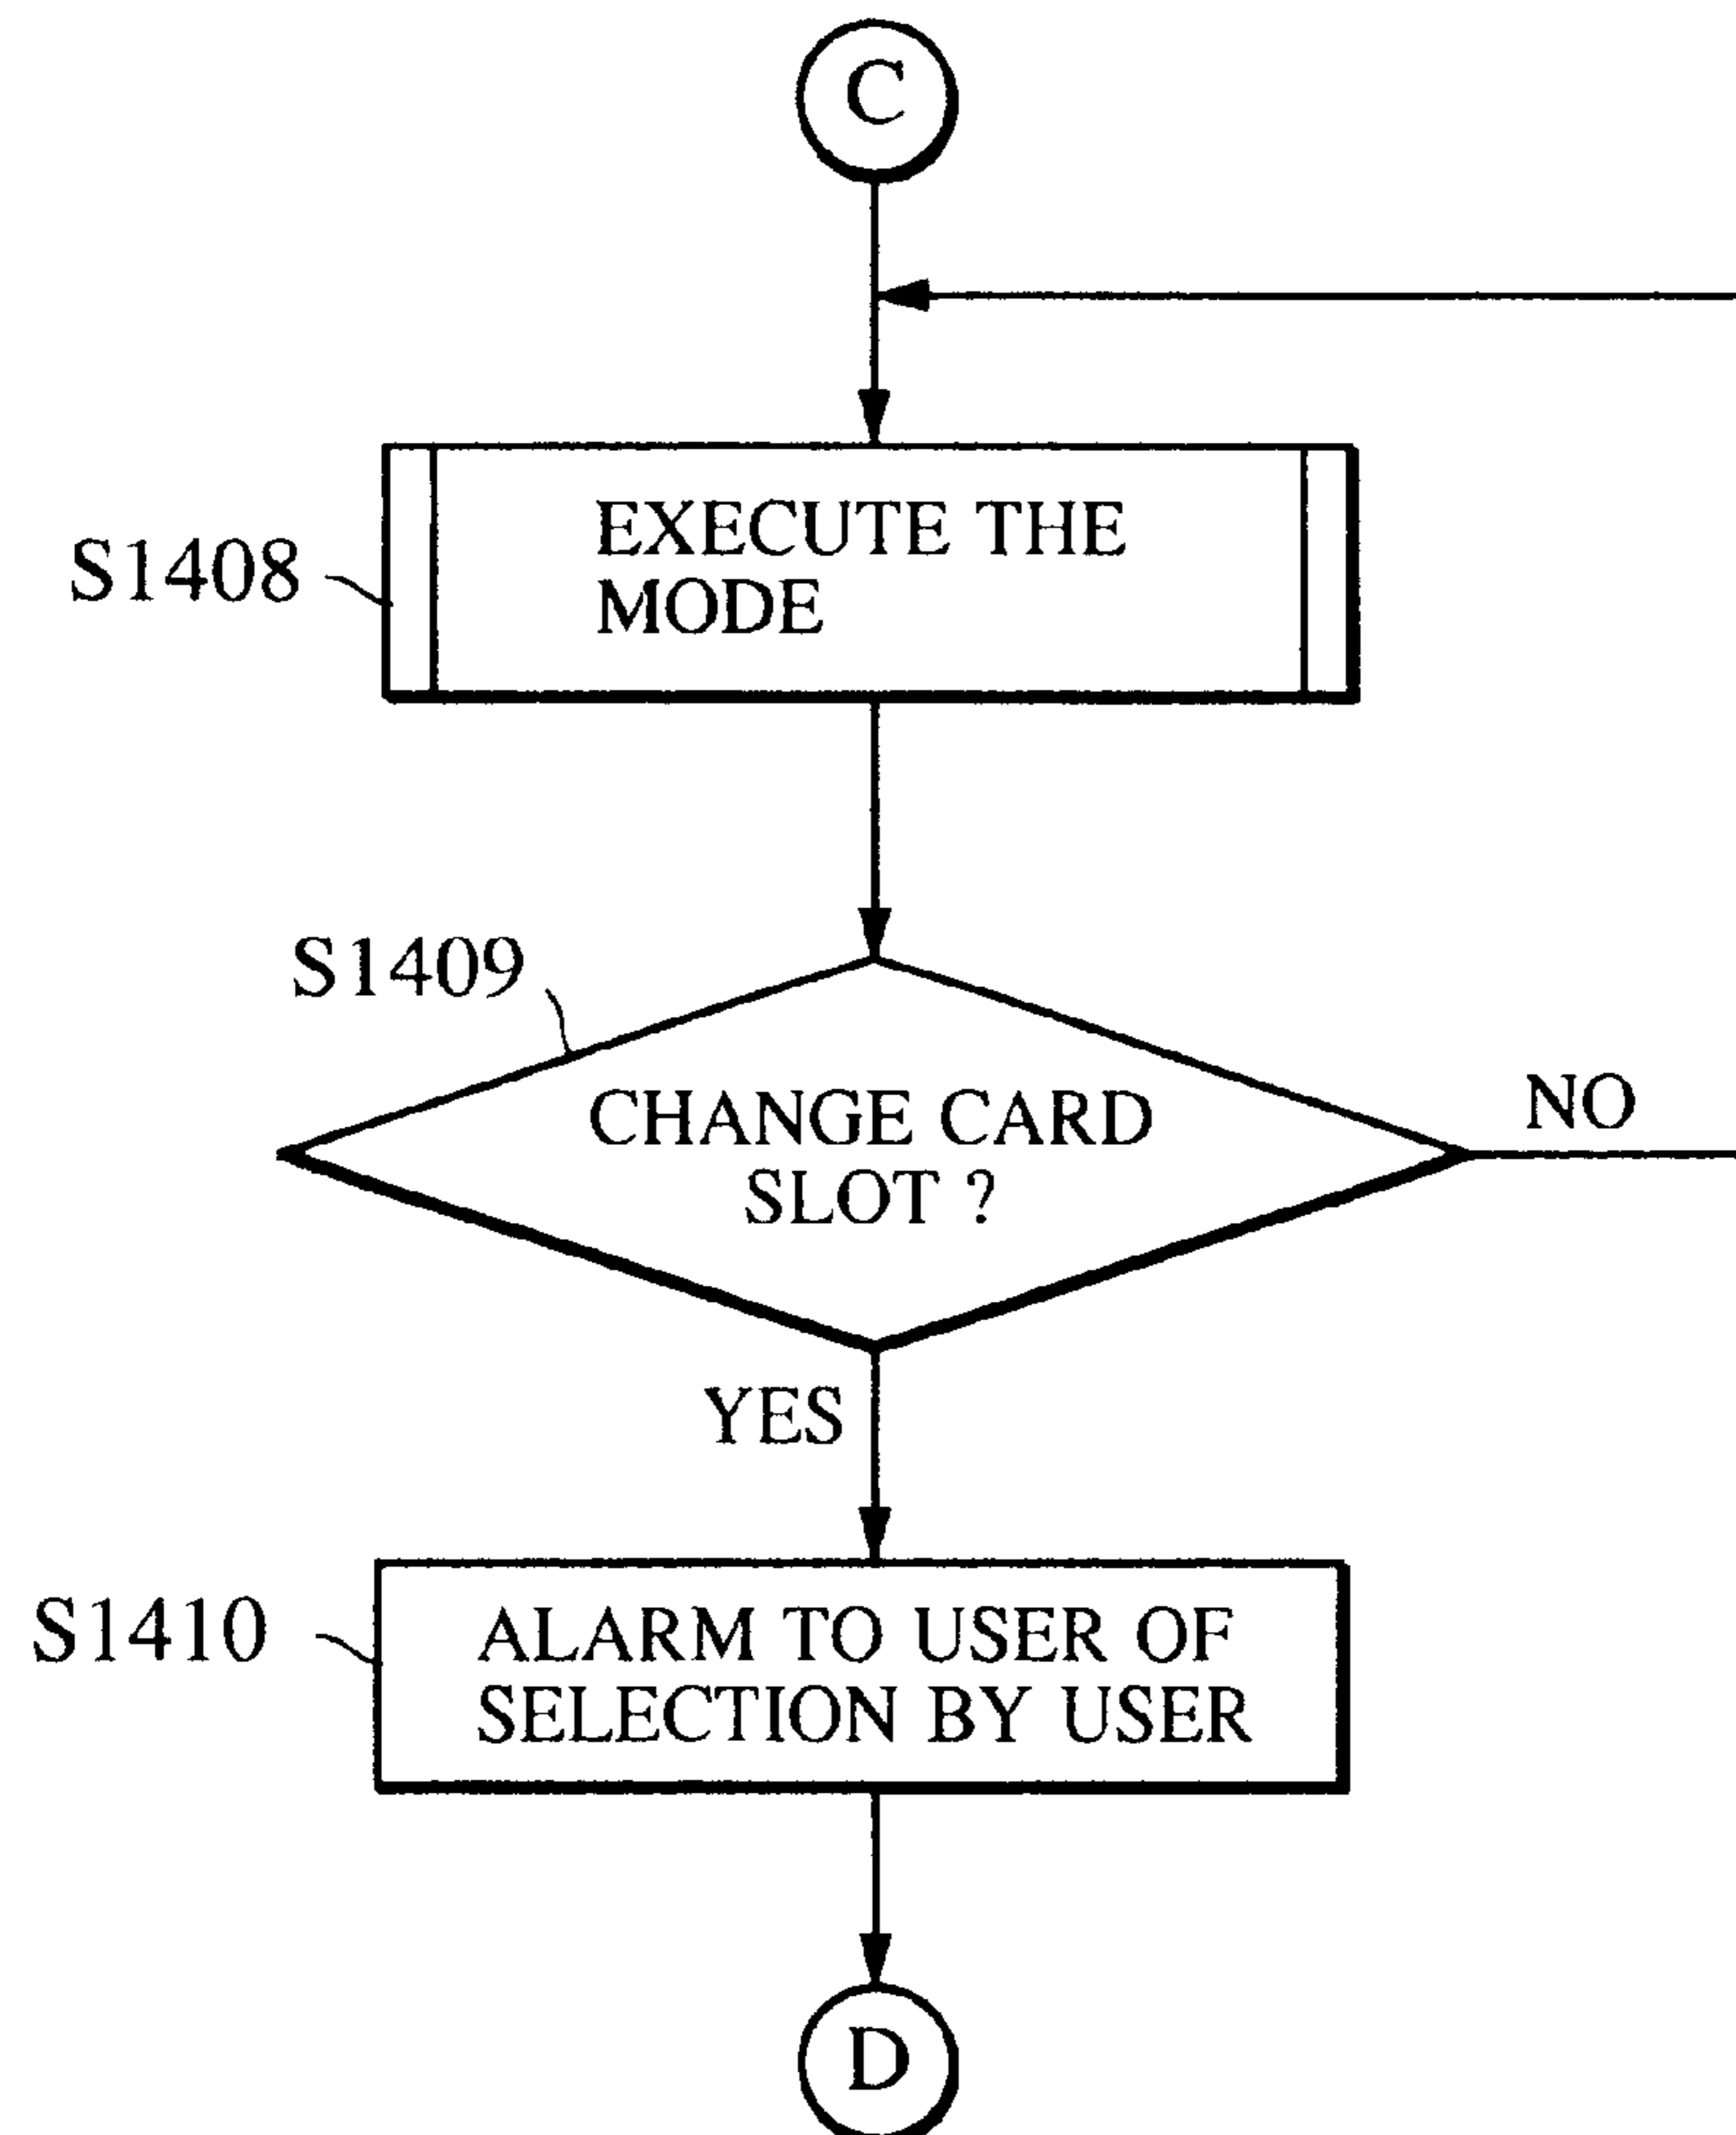 C
EXECUTE THE
MODE
S1408
S1409
CHANGE CARD
SLOT ?
NO
YES
S1410
ALARM TO USER OF
SELECTION BY USER
D